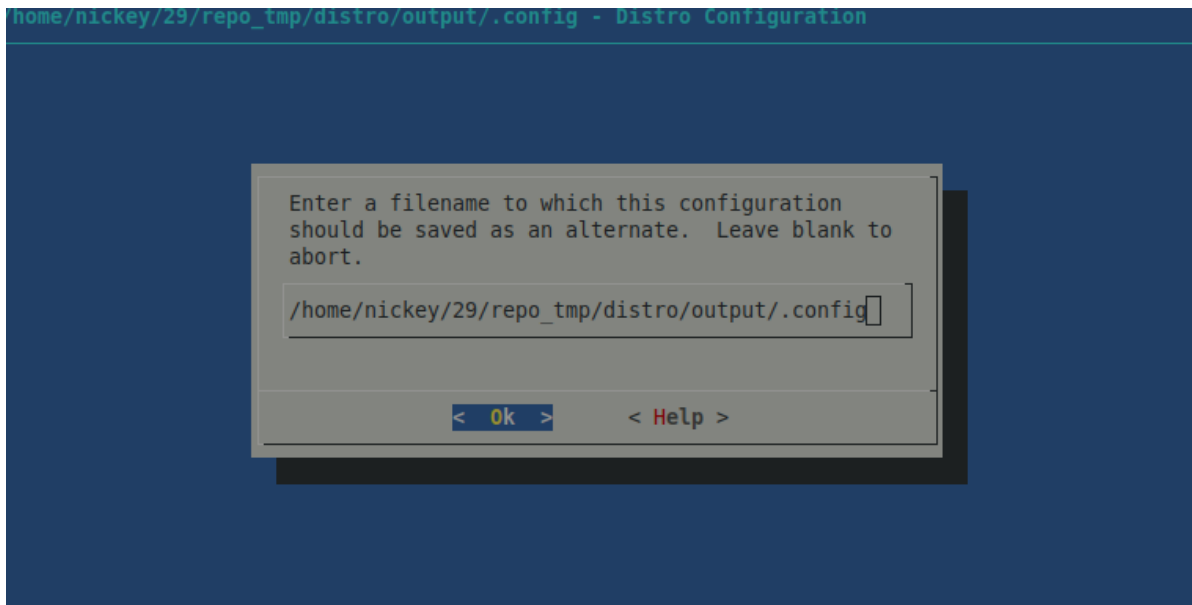 /home/nickey/29/repo_tmp/distro/output/.config - Distro Configuration
Enter a filename to which this configuration
should be saved as an alternate.  Leave blank to
abort.
/home/nickey/29/repo_tmp/distro/output/.config
<  Ok  >      < Help >